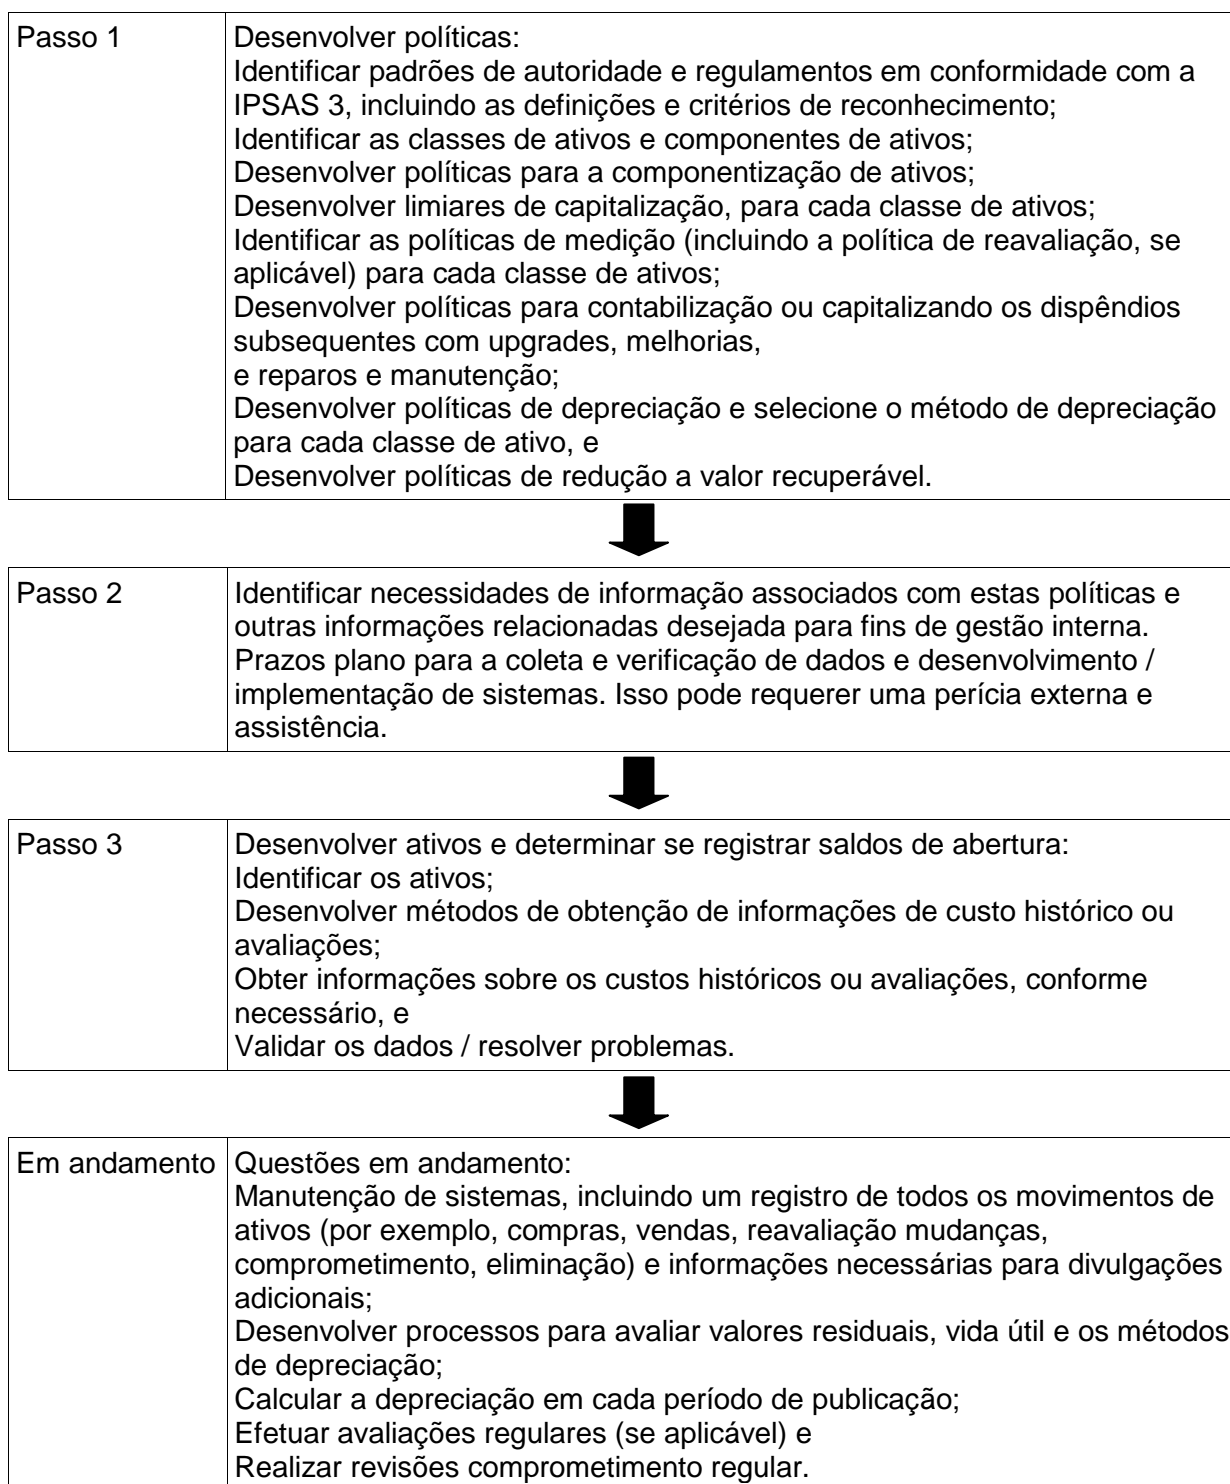 Passo 1
Desenvolver políticas:
Identificar padrões de autoridade e regulamentos em conformidade com a
IPSAS 3, incluindo as definições e critérios de reconhecimento;
Identificar as classes de ativos e componentes de ativos;
Desenvolver políticas para a componentização de ativos;
Desenvolver limiares de capitalização, para cada classe de ativos;
Identificar as políticas de medição (incluindo a política de reavaliação, se
aplicável) para cada classe de ativos;
Desenvolver políticas para contabilização ou capitalizando os dispêndios
subsequentes com upgrades, melhorias,
e reparos e manutenção;
Desenvolver políticas de depreciação e selecione o método de depreciação
para cada classe de ativo, e
Desenvolver políticas de redução a valor recuperável.
Passo 2
Identificar necessidades de informação associados com estas políticas e
outras informações relacionadas desejada para fins de gestão interna.
Prazos plano para a coleta e verificação de dados e desenvolvimento /
implementação de sistemas. Isso pode requerer uma perícia externa e
assistência.
Passo 3
Desenvolver ativos e determinar se registrar saldos de abertura:
Identificar os ativos;
Desenvolver métodos de obtenção de informações de custo histórico ou
avaliações;
Obter informações sobre os custos históricos ou avaliações, conforme
necessário, e
Validar os dados / resolver problemas.
Em andamento
Questões em andamento:
Manutenção de sistemas, incluindo um registro de todos os movimentos de
ativos (por exemplo, compras, vendas, reavaliação mudanças,
comprometimento, eliminação) e informações necessárias para divulgações
adicionais;
Desenvolver processos para avaliar valores residuais, vida útil e os métodos
de depreciação;
Calcular a depreciação em cada período de publicação;
Efetuar avaliações regulares (se aplicável) e
Realizar revisões comprometimento regular.